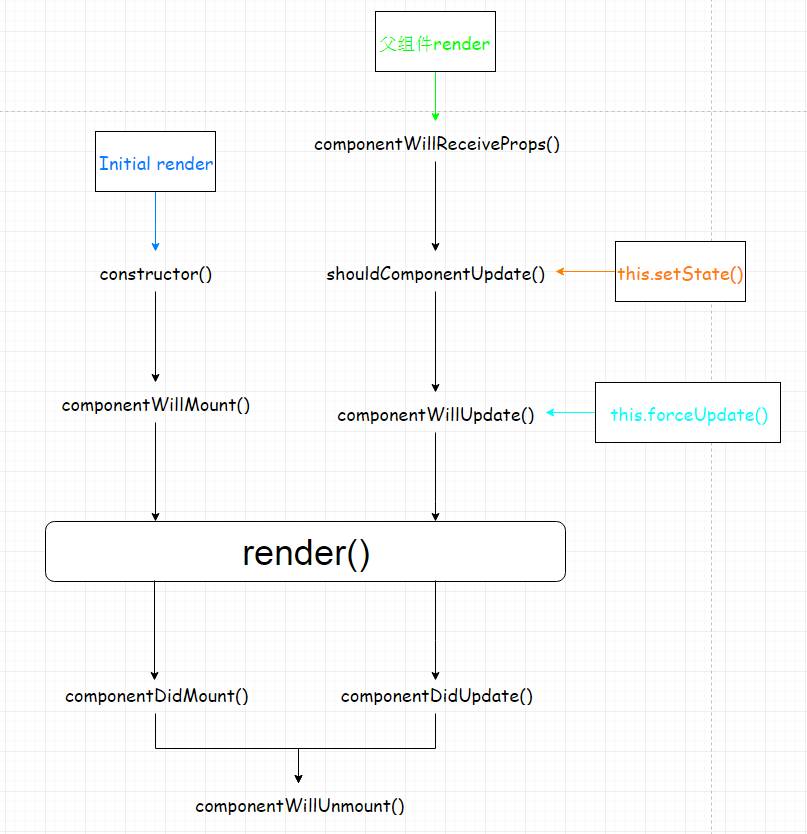 父组件render
componentWillReceiveProps()
Initial render
constructor()
shouldComponentUpdate()
this.setState()
componentWillMount()
componentWillUpdate()
this.forceUpdate()
render()
componentDidMount()
componentDidUpdate()
componentWillUnmount()